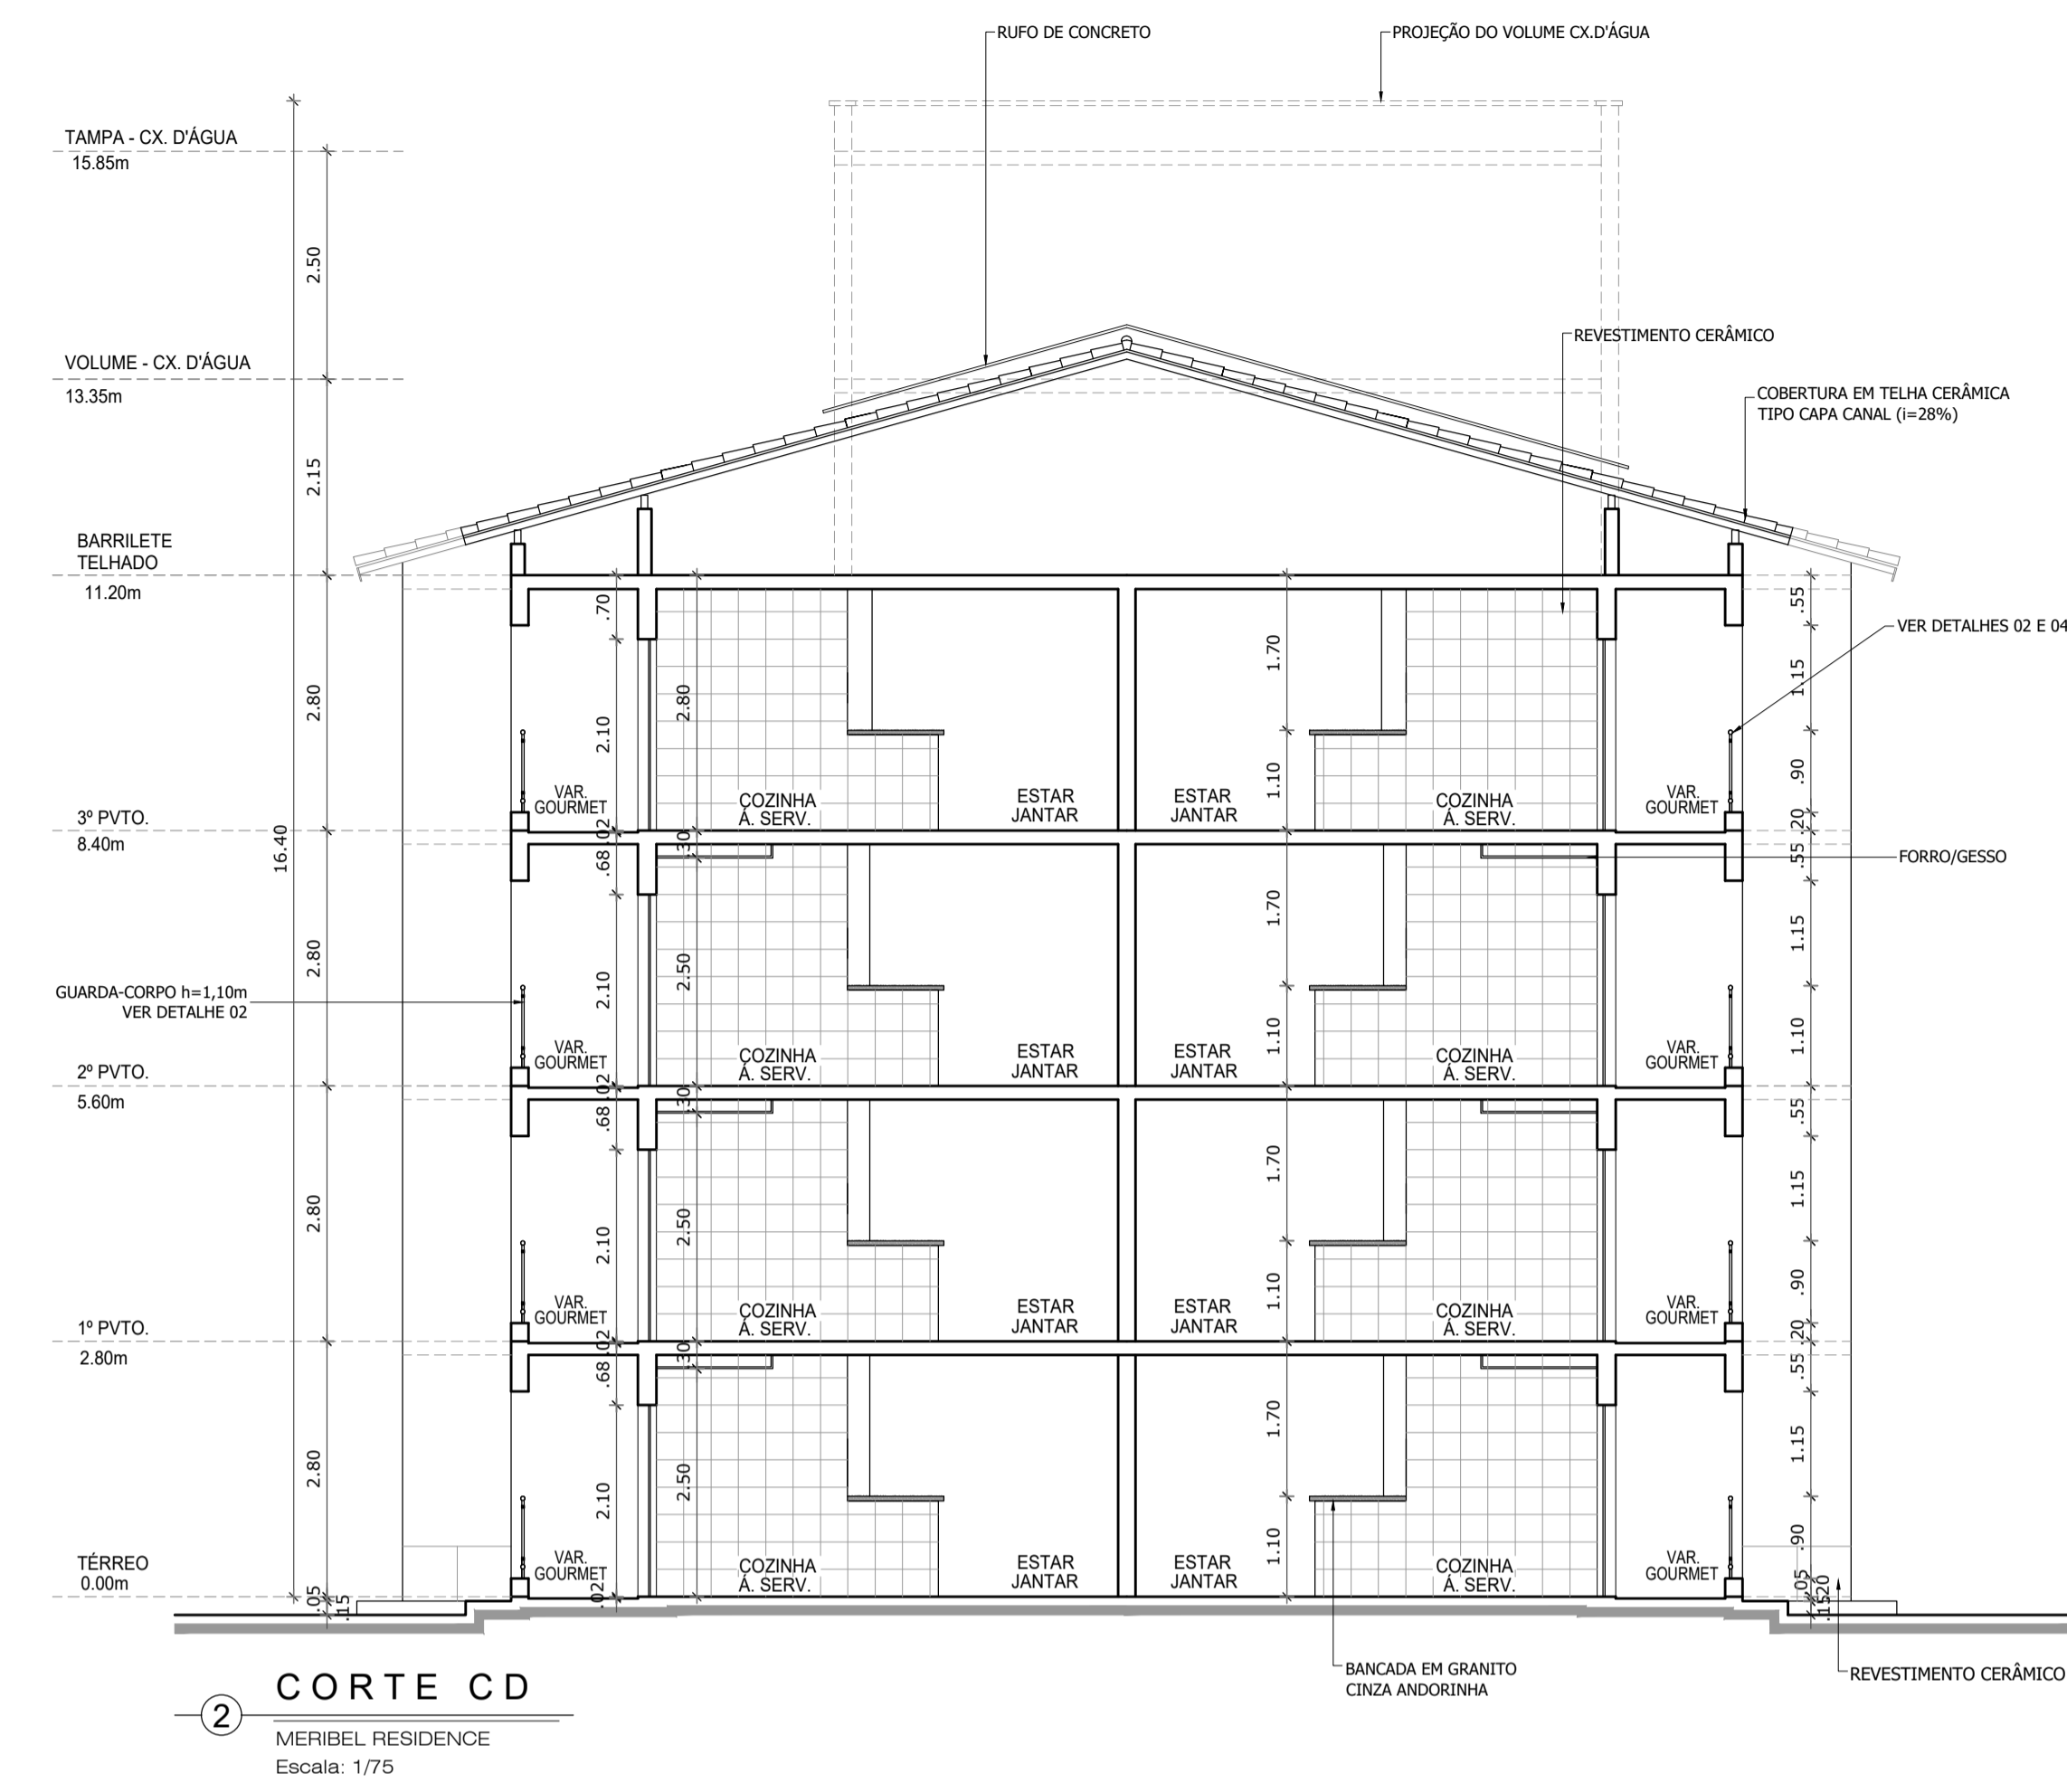 RUFO DE CONCRETO
PROJEÇÃO DO VOLUME CX.D'ÁGUA
TAMPA - CX. D'ÁGUA
15.85m
2.50
REVESTIMENTO CERÂMICO
VOLUME - CX. D'ÁGUA
13.35m
COBERTURA EM TELHA CERÂMICA
TIPO CAPA CANAL (i=28%)
2.15
BARRILETE
TELHADO
11.20m
.70
.55
VER DETALHES 02 E 04
1.70
1.15
2.80
2.80
2.10
1.10
.90
VAR.
GOURMET
COZINHA
Á. SERV.
ESTAR
JANTAR
ESTAR
JANTAR
COZINHA
Á. SERV.
VAR.
GOURMET
3º PVTO.
8.40m
16.40
.02
.68
.30
.20
.55
FORRO/GESSO
1.70
1.15
2.80
2.50
2.10
GUARDA-CORPO h=1,10m
VER DETALHE 02
1.10
1.10
VAR.
GOURMET
COZINHA
Á. SERV.
ESTAR
JANTAR
ESTAR
JANTAR
COZINHA
Á. SERV.
VAR.
GOURMET
2º PVTO.
5.60m
.02
.68
.30
.55
1.70
1.15
2.80
2.50
2.10
1.10
.90
VAR.
GOURMET
COZINHA
Á. SERV.
ESTAR
JANTAR
ESTAR
JANTAR
COZINHA
Á. SERV.
VAR.
GOURMET
1º PVTO.
2.80m
.02
.68
.30
.20
.55
1.70
1.15
2.80
2.50
2.10
1.10
.90
VAR.
GOURMET
COZINHA
Á. SERV.
ESTAR
JANTAR
ESTAR
JANTAR
COZINHA
Á. SERV.
VAR.
GOURMET
TÉRREO
0.00m
.05
.15
.02
.05
.20
.15
BANCADA EM GRANITO
CINZA ANDORINHA
REVESTIMENTO CERÂMICO
2
CORTE CD
MERIBEL RESIDENCE
Escala: 1/75